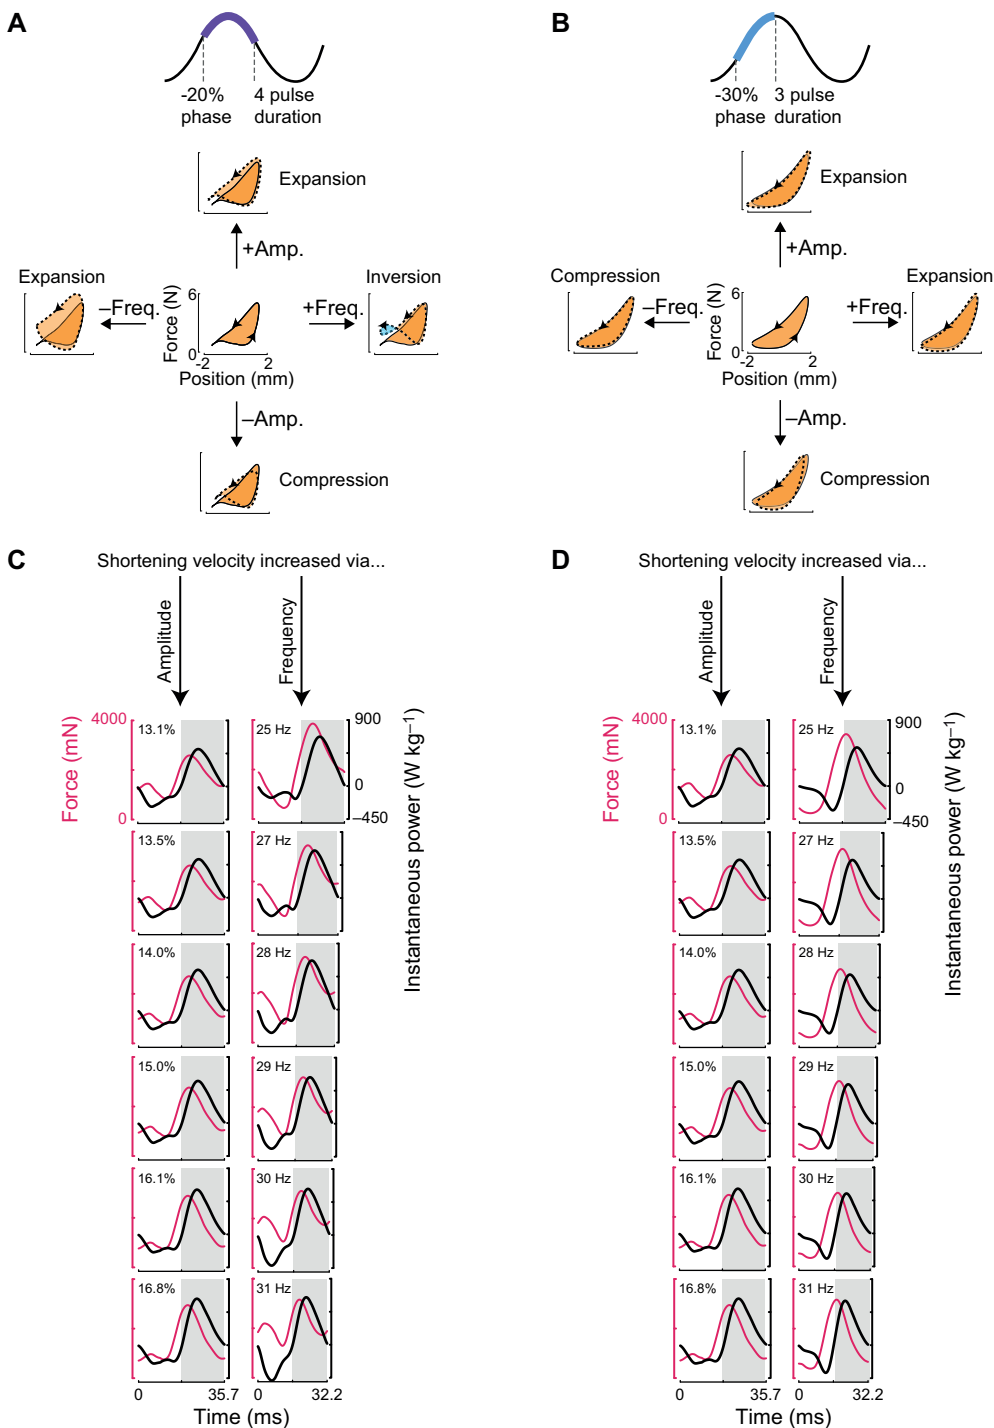 A
-20%
phase
4 pulse
duration
Expansion
+Amp.
Expansion
–Freq.
Force (N)
6
0
-2
2
Position (mm)
+Freq.
Inversion
–Amp.
Compression
B
-30%
phase
3 pulse
duration
Expansion
+Amp.
Compression
–Freq.
Force (N)
6
0
-2
2
Position (mm)
+Freq.
Expansion
–Amp.
Compression
C
Shortening velocity increased via...
Amplitude
Frequency
4000
Force (mN)
0
13.1%
25 Hz
900
0
–450
Instantaneous power (W kg–1)
13.5%
27 Hz
14.0%
28 Hz
15.0%
29 Hz
16.1%
30 Hz
16.8%
31 Hz
0
35.7
0
32.2
Time (ms)
D
Shortening velocity increased via...
Amplitude
Frequency
4000
Force (mN)
0
13.1%
25 Hz
900
0
–450
Instantaneous power (W kg–1)
13.5%
27 Hz
14.0%
28 Hz
15.0%
29 Hz
16.1%
30 Hz
16.8%
31 Hz
0
35.7
0
32.2
Time (ms)